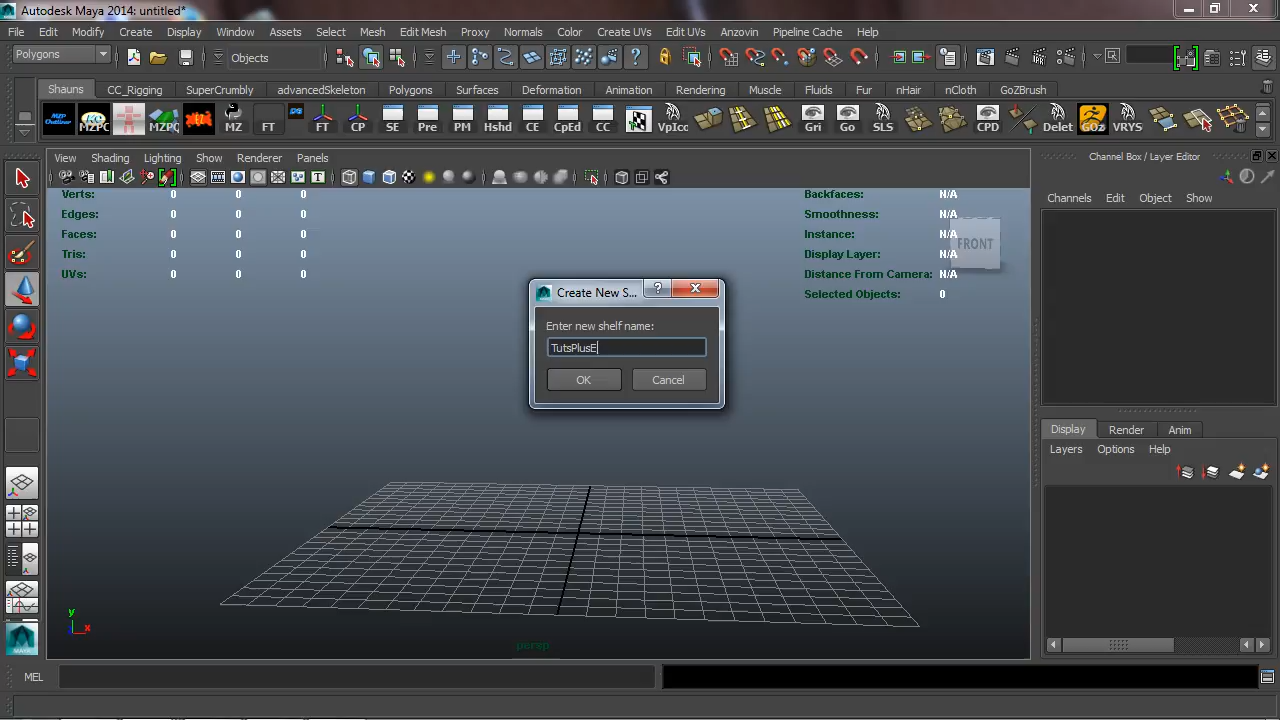 Autodesk Maya 2014: untitled*
File Edit Modify Create Display Window Assets Select Mesh Edit Mesh Proxy Normals Color Create UVs Edit UVs Anzovin Pipeline Cache Help
Polygons Objects
Shauns CC_Rigging SuperCrumbly advancedSkeleton Polygons Surfaces Deformation Animation Rendering Muscle Fluids Fur nHair nCloth GoZBrush
MZPC MZPQ MZ FT FT CP SE Pre PM Hshd CE CpEd CC VpIco Gri Go SLS CPD Delet GOz VRYS
View Shading Lighting Show Renderer Panels
Channel Box / Layer Editor
Channels Edit Object Show
Verts: 0 0 0
Edges: 0 0 0
Faces: 0 0 0
Tris: 0 0 0
UVs: 0 0 0
Backfaces: N/A
Smoothness: N/A
Instance: N/A
Display Layer: N/A
Distance From Camera: N/A
Selected Objects: 0
FRONT
Create New S...
Enter new shelf name:
TutsPlusE
OK Cancel
Display Render Anim
Layers Options Help
y
x
persp
MEL